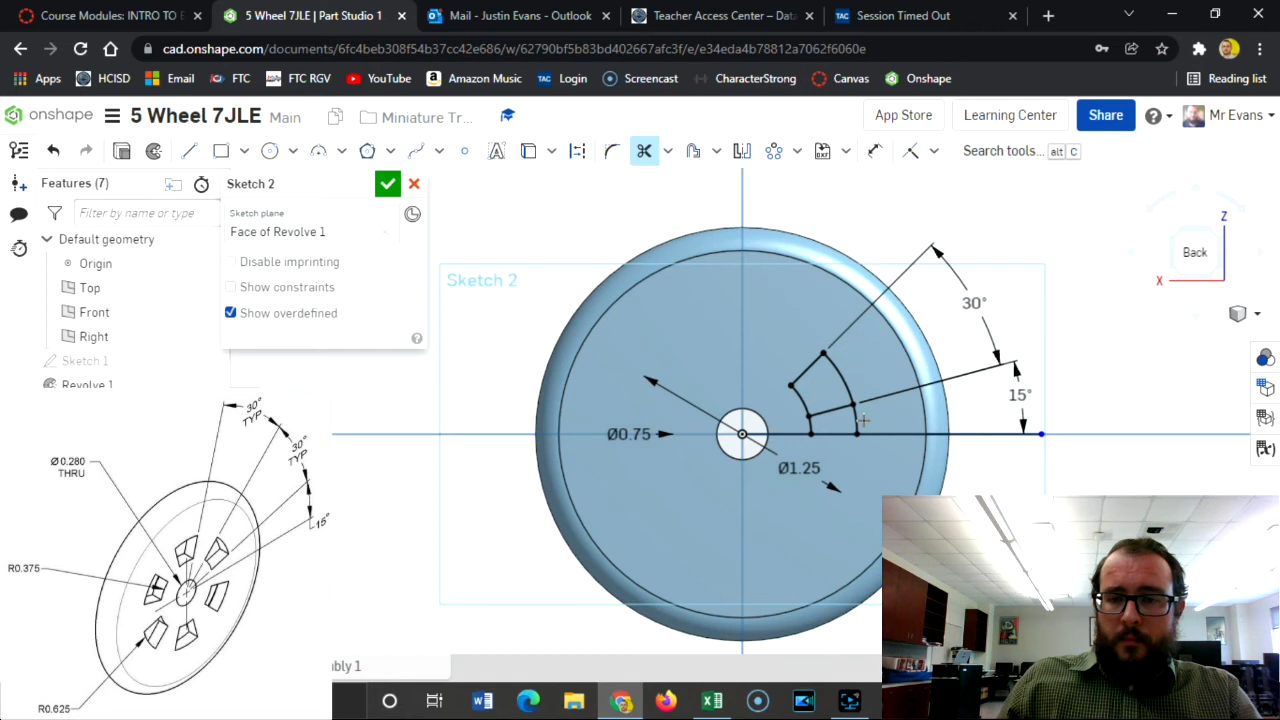 Course Modules: INTRO TO E
5 Wheel 7JLE | Part Studio 1
Mail - Justin Evans - Outlook
Teacher Access Center – Data
TAC
Session Timed Out
cad.onshape.com/documents/6fc4beb308f54b37cc42e686/w/62790bf5b83bd402667afc3f/e/e34eda4b78812a7062f6060e
Apps
HCISD
Email
FTC
FTC RGV
YouTube
Amazon Music
TAC
Login
Screencast
CharacterStrong
Canvas
Onshape
Reading list
onshape
5 Wheel 7JLE
Main
Miniature Tr...
App Store
Learning Center
Share
Mr Evans
Search tools...
alt
C
Features (7)
Filter by name or type
Default geometry
Origin
Top
Front
Right
Sketch 1
Revolve 1
Sketch 2
Sketch plane
Face of Revolve 1
Disable imprinting
Show constraints
Show overdefined
Sketch 2
30°
15°
Ø0.75
Ø1.25
Z
Back
X
(x)
30°
TYP
30°
TYP
15°
Ø 0.280
THRU
R0.375
R0.625
bly 1